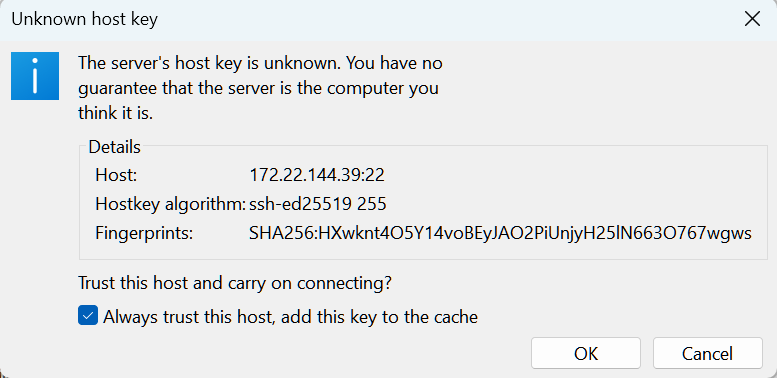 Unknown host key
The server's host key is unknown. You have no
guarantee that the server is the computer you
think it is.
Details
Host: 172.22.144.39:22
Hostkey algorithm: ssh-ed25519 255
Fingerprints: SHA256:HXwknt4O5Y14voBEyJAO2PiUnjyH25lN663O767wgws
Trust this host and carry on connecting?
Always trust this host, add this key to the cache
OK Cancel